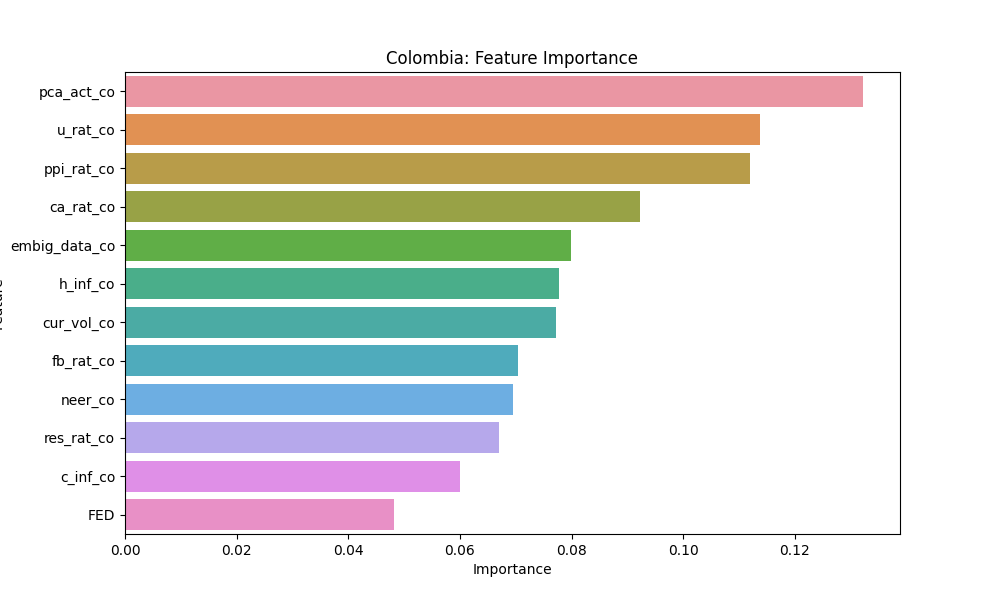 Colombia: Feature Importance
pca_act_co
u_rat_co
ppi_rat_co
ca_rat_co
embig_data_co
h_inf_co
cur_vol_co
fb_rat_co
neer_co
res_rat_co
c_inf_co
FED
0.00 0.02 0.04 0.06 0.08 0.10 0.12
Importance